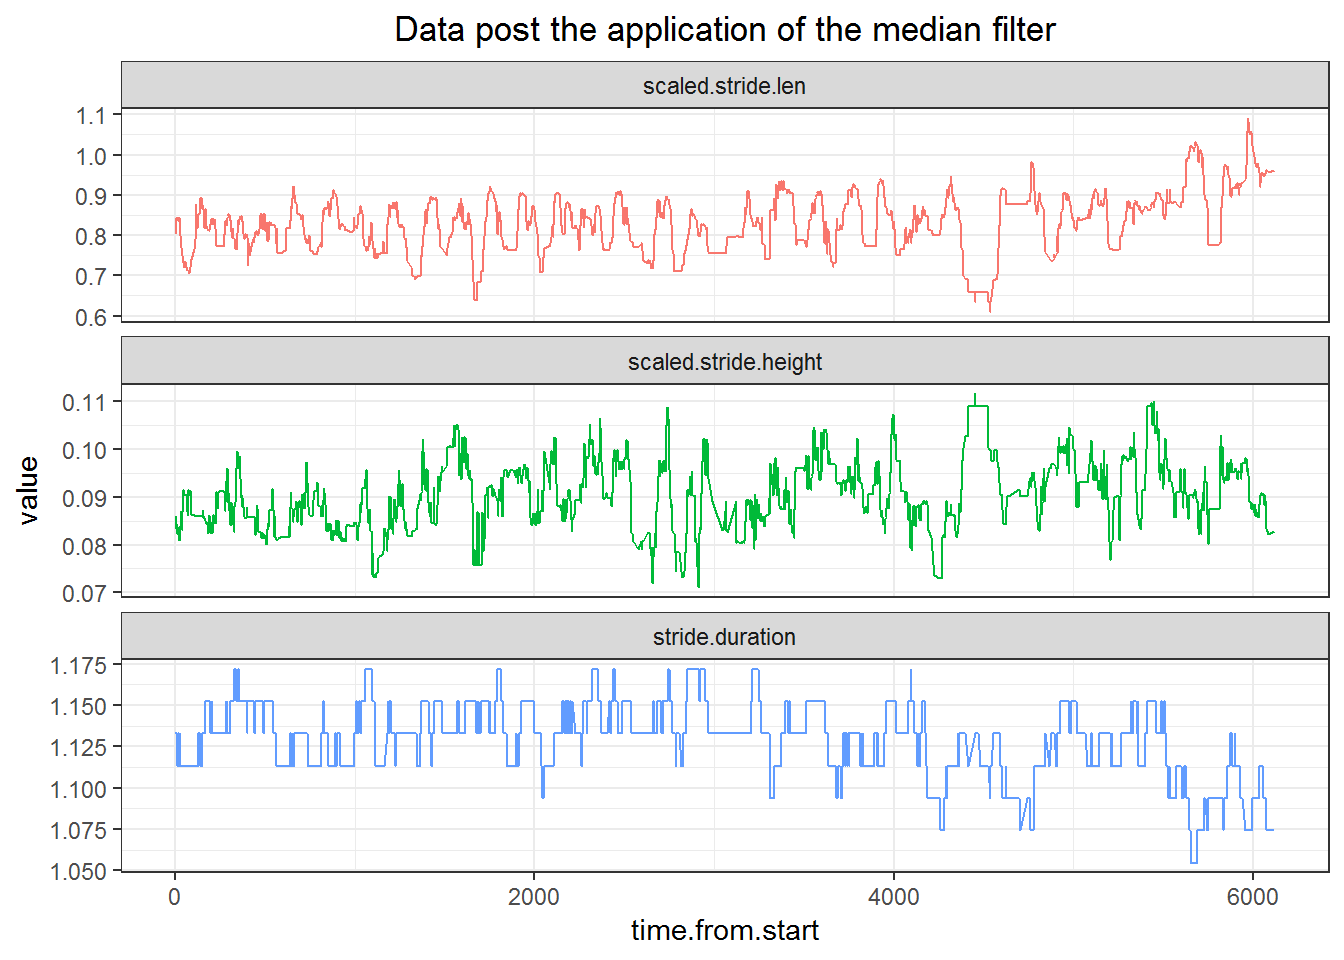 Data post the application of the median filter
scaled.stride.len
1.1
1.0
0.9
0.8
0.7
0.6
scaled.stride.height
0.11
0.10
0.09
0.08
0.07
value
stride.duration
1.175
1.150
1.125
1.100
1.075
1.050
0 2000 4000 6000
time.from.start